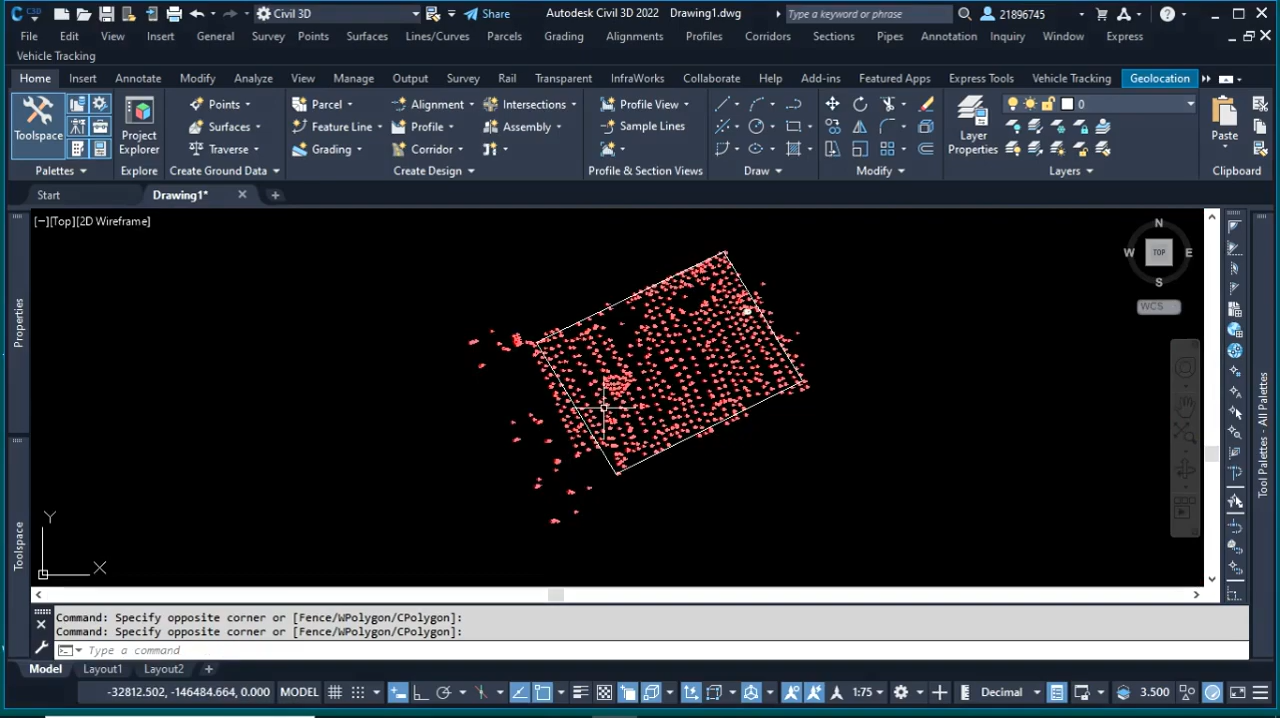 C3D
Civil 3D
Share
Autodesk Civil 3D 2022 Drawing1.dwg
Type a keyword or phrase
21896745
File Edit View Insert General Survey Points Surfaces Lines/Curves Parcels Grading Alignments Profiles Corridors Sections Pipes Annotation Inquiry Window Express
Vehicle Tracking
Home Insert Annotate Modify Analyze View Manage Output Survey Rail Transparent InfraWorks Collaborate Help Add-ins Featured Apps Express Tools Vehicle Tracking Geolocation
Points Parcel Alignment Intersections Profile View 0
Toolspace Project Explorer Surfaces Feature Line Profile Assembly Sample Lines Layer Properties Paste
Traverse Grading Corridor
Palettes Explore Create Ground Data Create Design Profile & Section Views Draw Modify Layers Clipboard
Start Drawing1*
[−][Top][2D Wireframe]
N
W TOP E
S
WCS
Properties
Toolspace
Tool Palettes - All Palettes
Y
X
Command: Specify opposite corner or [Fence/WPolygon/CPolygon]:
Command: Specify opposite corner or [Fence/WPolygon/CPolygon]:
Type a command
Model Layout1 Layout2 +
-32812.502, -146484.664, 0.000 MODEL 1:75 Decimal 3.500